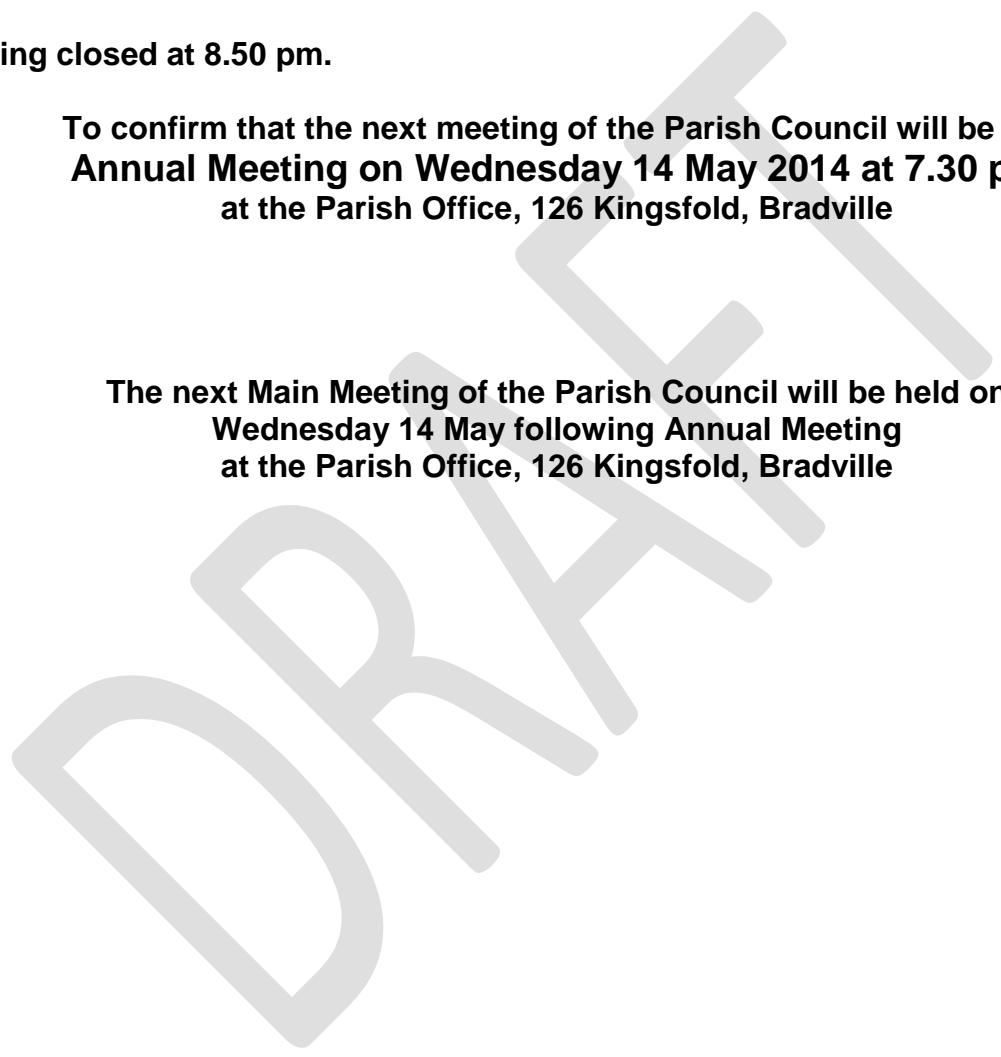 ing closed at 8.50 pm.
To confirm that the next meeting of the Parish Council will be
Annual Meeting on Wednesday 14 May 2014 at 7.30 p
at the Parish Office, 126 Kingsfold, Bradville
The next Main Meeting of the Parish Council will be held on
Wednesday 14 May following Annual Meeting
at the Parish Office, 126 Kingsfold, Bradville
DRAFT